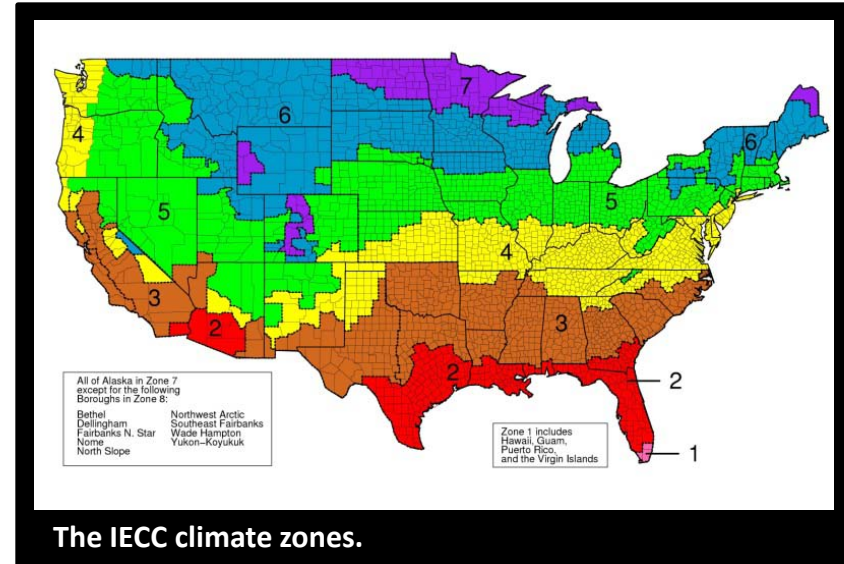 7
6
6
4
5
5
4
3
3
2
2
2
1
All of Alaska in Zone 7
except for the following
Boroughs in Zone 8:
Bethel
Dellingham
Fairbanks N. Star
Nome
North Slope
Northwest Arctic
Southeast Fairbanks
Wade Hampton
Yukon-Koyukuk
Zone 1 includes
Hawaii, Guam,
Puerto Rico,
and the Virgin Islands
The IECC climate zones.